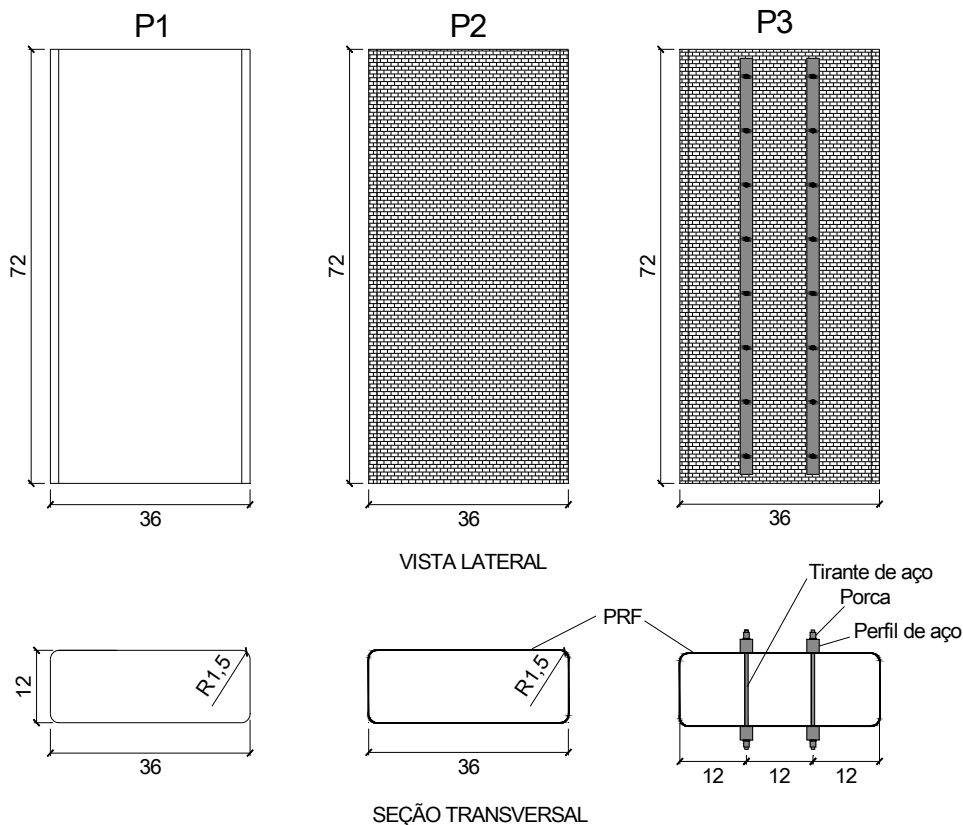 P1
P2
P3
72
72
72
36
36
36
VISTA LATERAL
Tirante de aço
Porca
Perfil de aço
PRF
12
R1,5
R1,5
36
36
12
12
12
SEÇÃO TRANSVERSAL